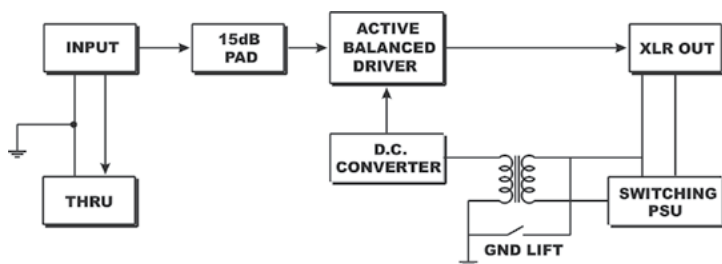 INPUT
15dB
PAD
ACTIVE
BALANCED
DRIVER
XLR OUT
D.C.
CONVERTER
THRU
SWITCHING
PSU
GND LIFT